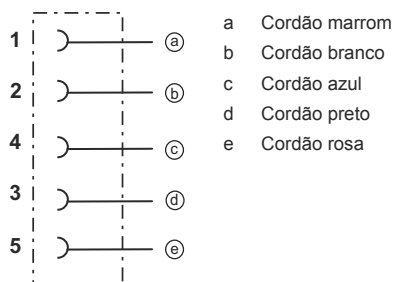 1 a
2 b
4 c
3 d
5 e
a Cordão marrom
b Cordão branco
c Cordão azul
d Cordão preto
e Cordão rosa